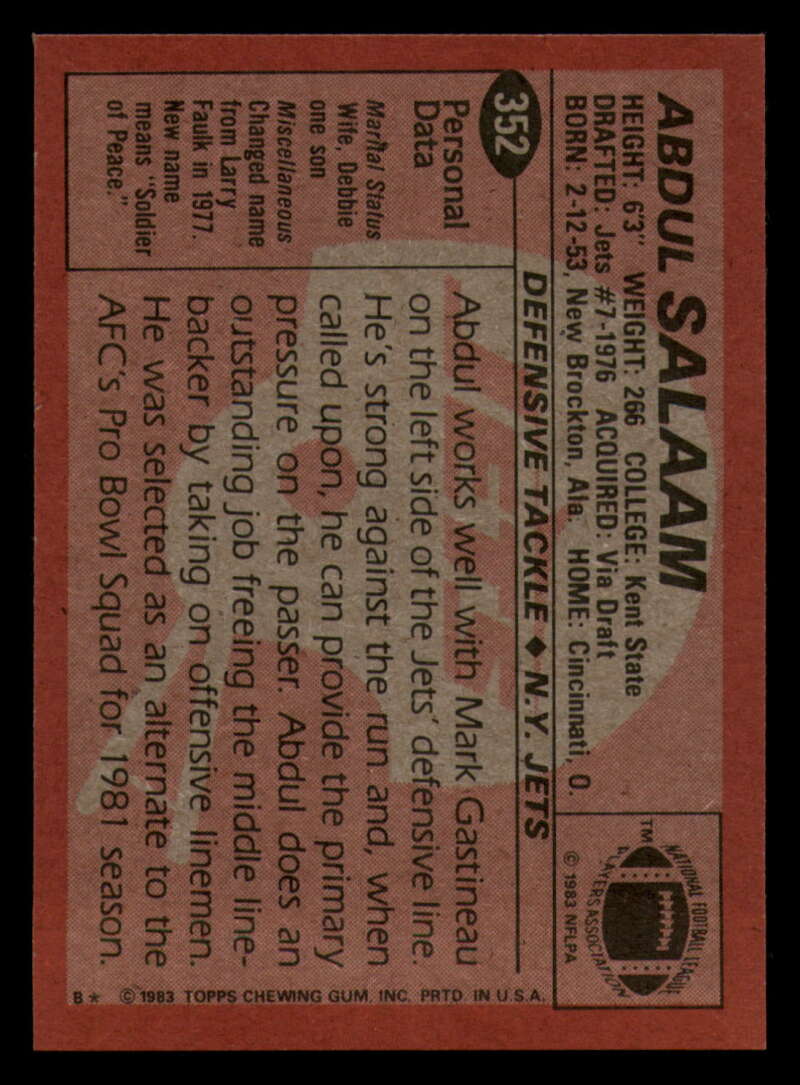 ABDUL SALAAM
HEIGHT: 6'3" WEIGHT: 266 COLLEGE: Kent State
DRAFTED: Jets #7-1976 ACQUIRED: Via Draft
BORN: 2-12-53, New Brockton, Ala. HOME: Cincinnati, O.
NATIONAL FOOTBALL LEAGUE
PLAYERS ASSOCIATION
TM
© 1983 NFLPA
352
DEFENSIVE TACKLE ◆ N.Y. JETS
Personal
Data
Marital Status
Wife, Debbie
one son
Miscellaneous
Changed name
from Larry
Faulk in 1977.
New name
means "Soldier
of Peace."
Abdul works well with Mark Gastineau
on the left side of the Jets' defensive line.
He's strong against the run and, when
called upon, he can provide the primary
pressure on the passer. Abdul does an
outstanding job freeing the middle line-
backer by taking on offensive linemen.
He was selected as an alternate to the
AFC's Pro Bowl Squad for 1981 season.
B* © 1983 TOPPS CHEWING GUM, INC. PRTD. IN U.S.A.